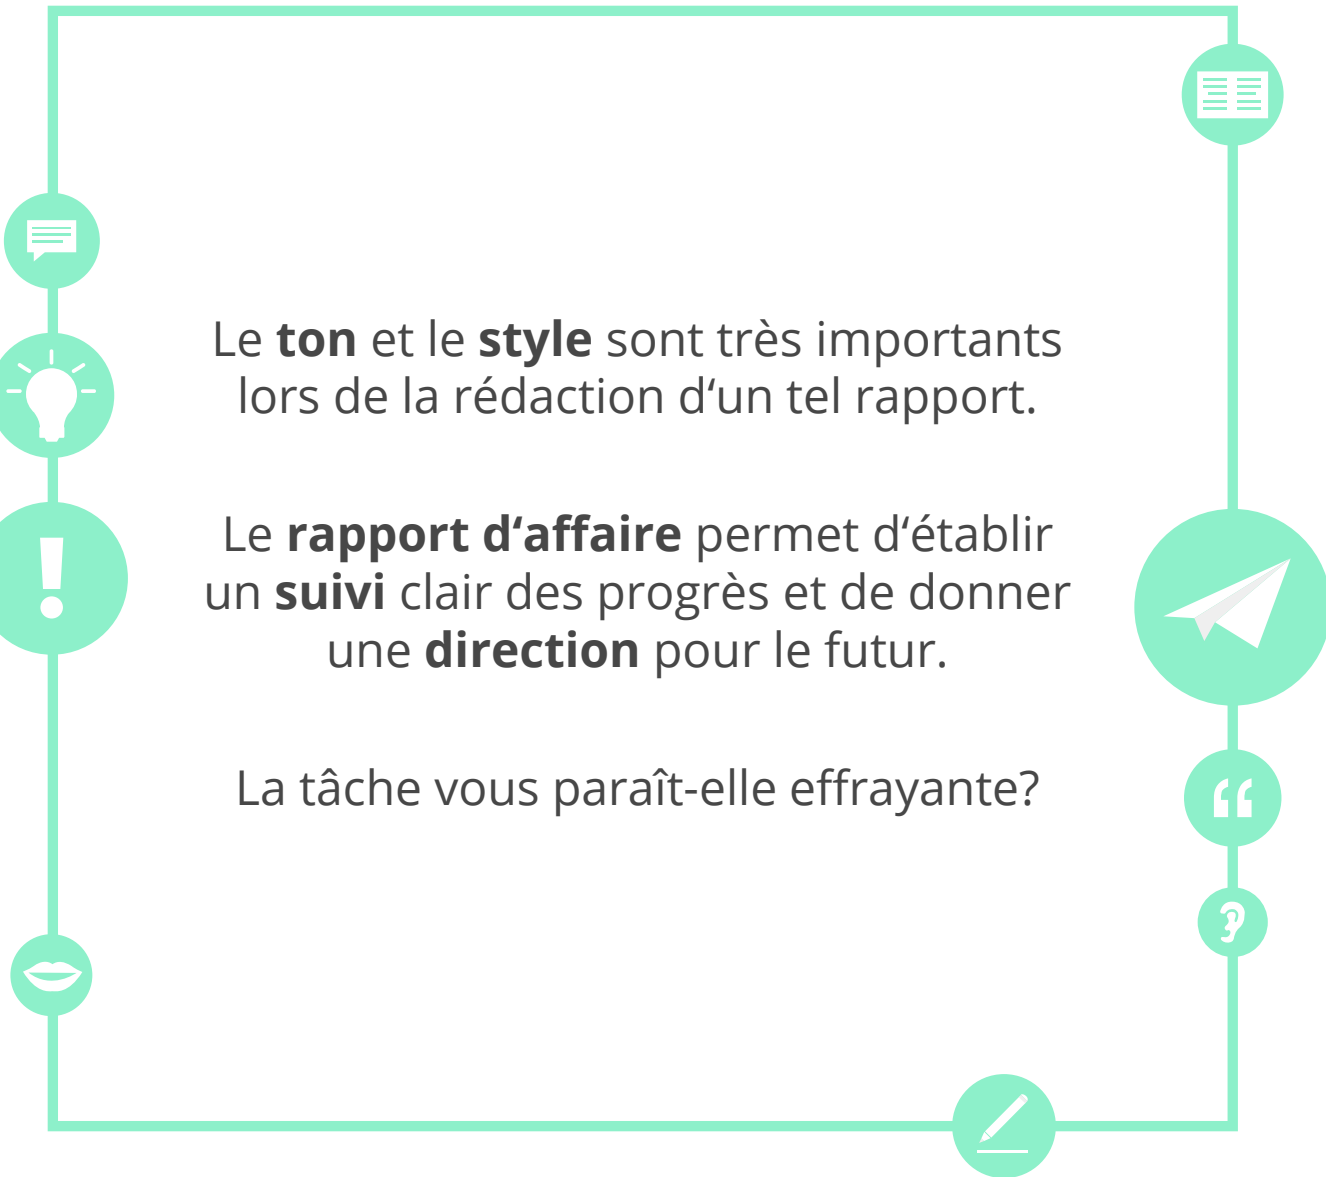 Le ton et le style sont très importants
lors de la rédaction d‘un tel rapport.
Le rapport d‘affaire permet d‘établir
un suivi clair des progrès et de donner
une direction pour le futur.
La tâche vous paraît-elle effrayante?